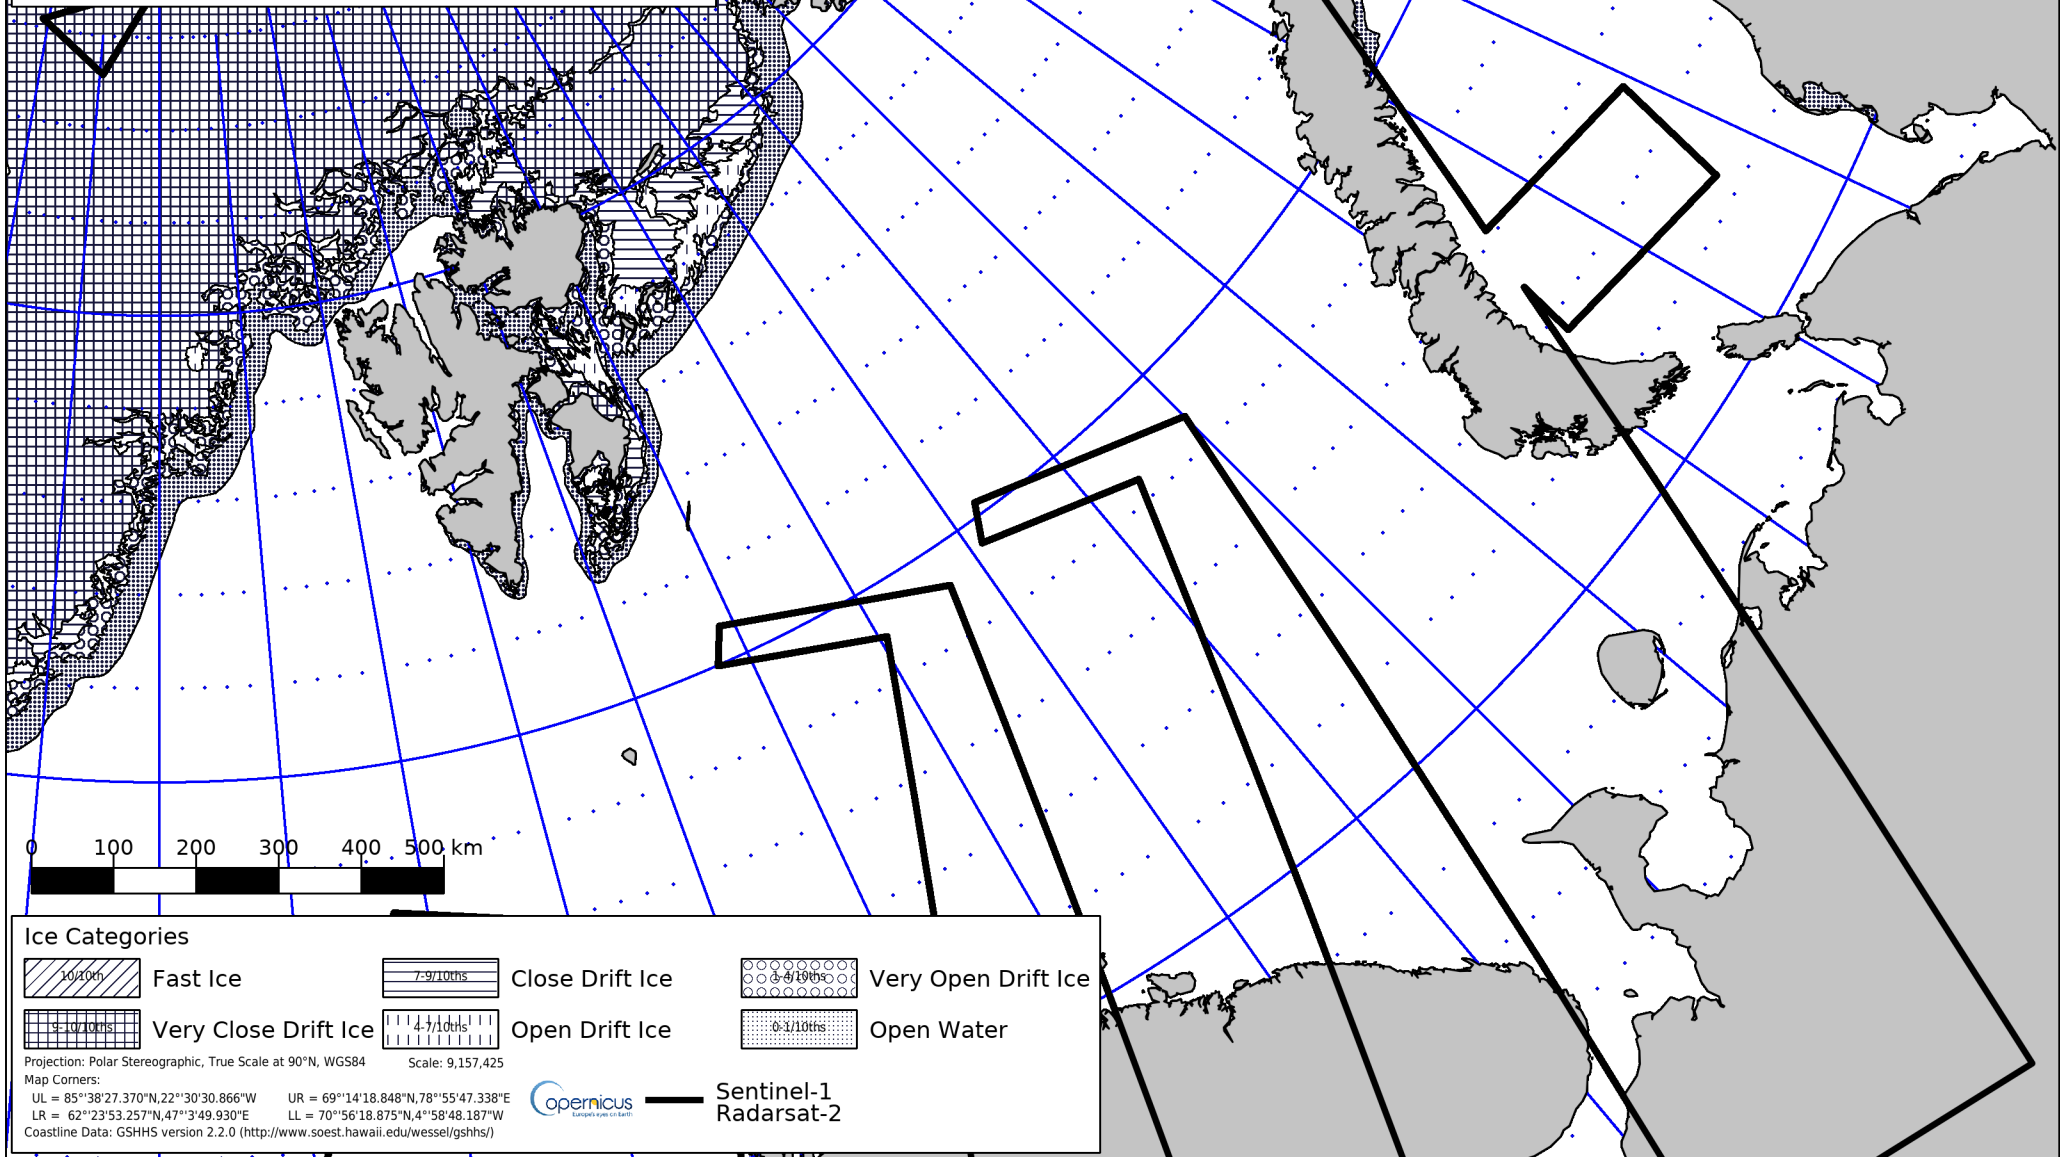 0 100 200 300 400 500 km
Ice Categories
10/10th Fast Ice 7-9/10ths Close Drift Ice 1-4/10ths Very Open Drift Ice
9-10/10ths Very Close Drift Ice 4-7/10ths Open Drift Ice 0-1/10ths Open Water
Projection: Polar Stereographic, True Scale at 90°N, WGS84 Scale: 9,157,425
Map Corners:
UL = 85°'38'27.370"N,22°'30'30.866"W UR = 69°'14'18.848"N,78°'55'47.338"E
LR = 62°'23'53.257"N,47°'3'49.930"E LL = 70°'56'18.875"N,4°'58'48.187"W
Coastline Data: GSHHS version 2.2.0 (http://www.soest.hawaii.edu/wessel/gshhs/)
opernicus
Europe's eyes on Earth
Sentinel-1
Radarsat-2